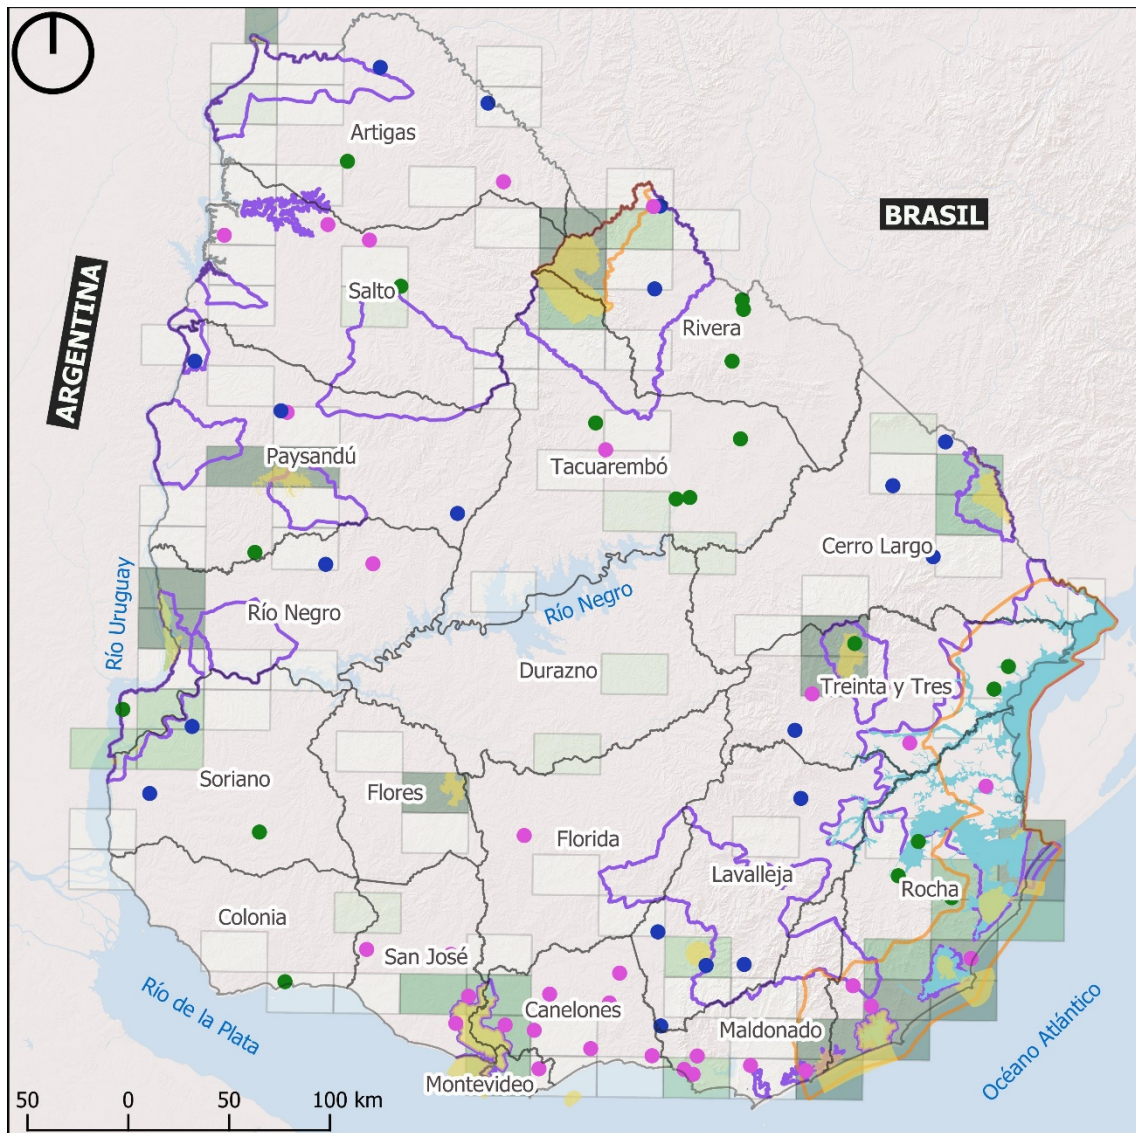 Artigas
BRASIL
Salto
Rivera
ARGENTINA
Paysandú
Tacuarembó
Cerro Largo
Río Uruguay
Río Negro
Río Negro
Durazno
Treinta y Tres
Soriano
Flores
Florida
Lavalleja
Rocha
Colonia
San José
Canelones
Maldonado
Río de la Plata
Montevideo
Océano Atlántico
50 0 50 100 km